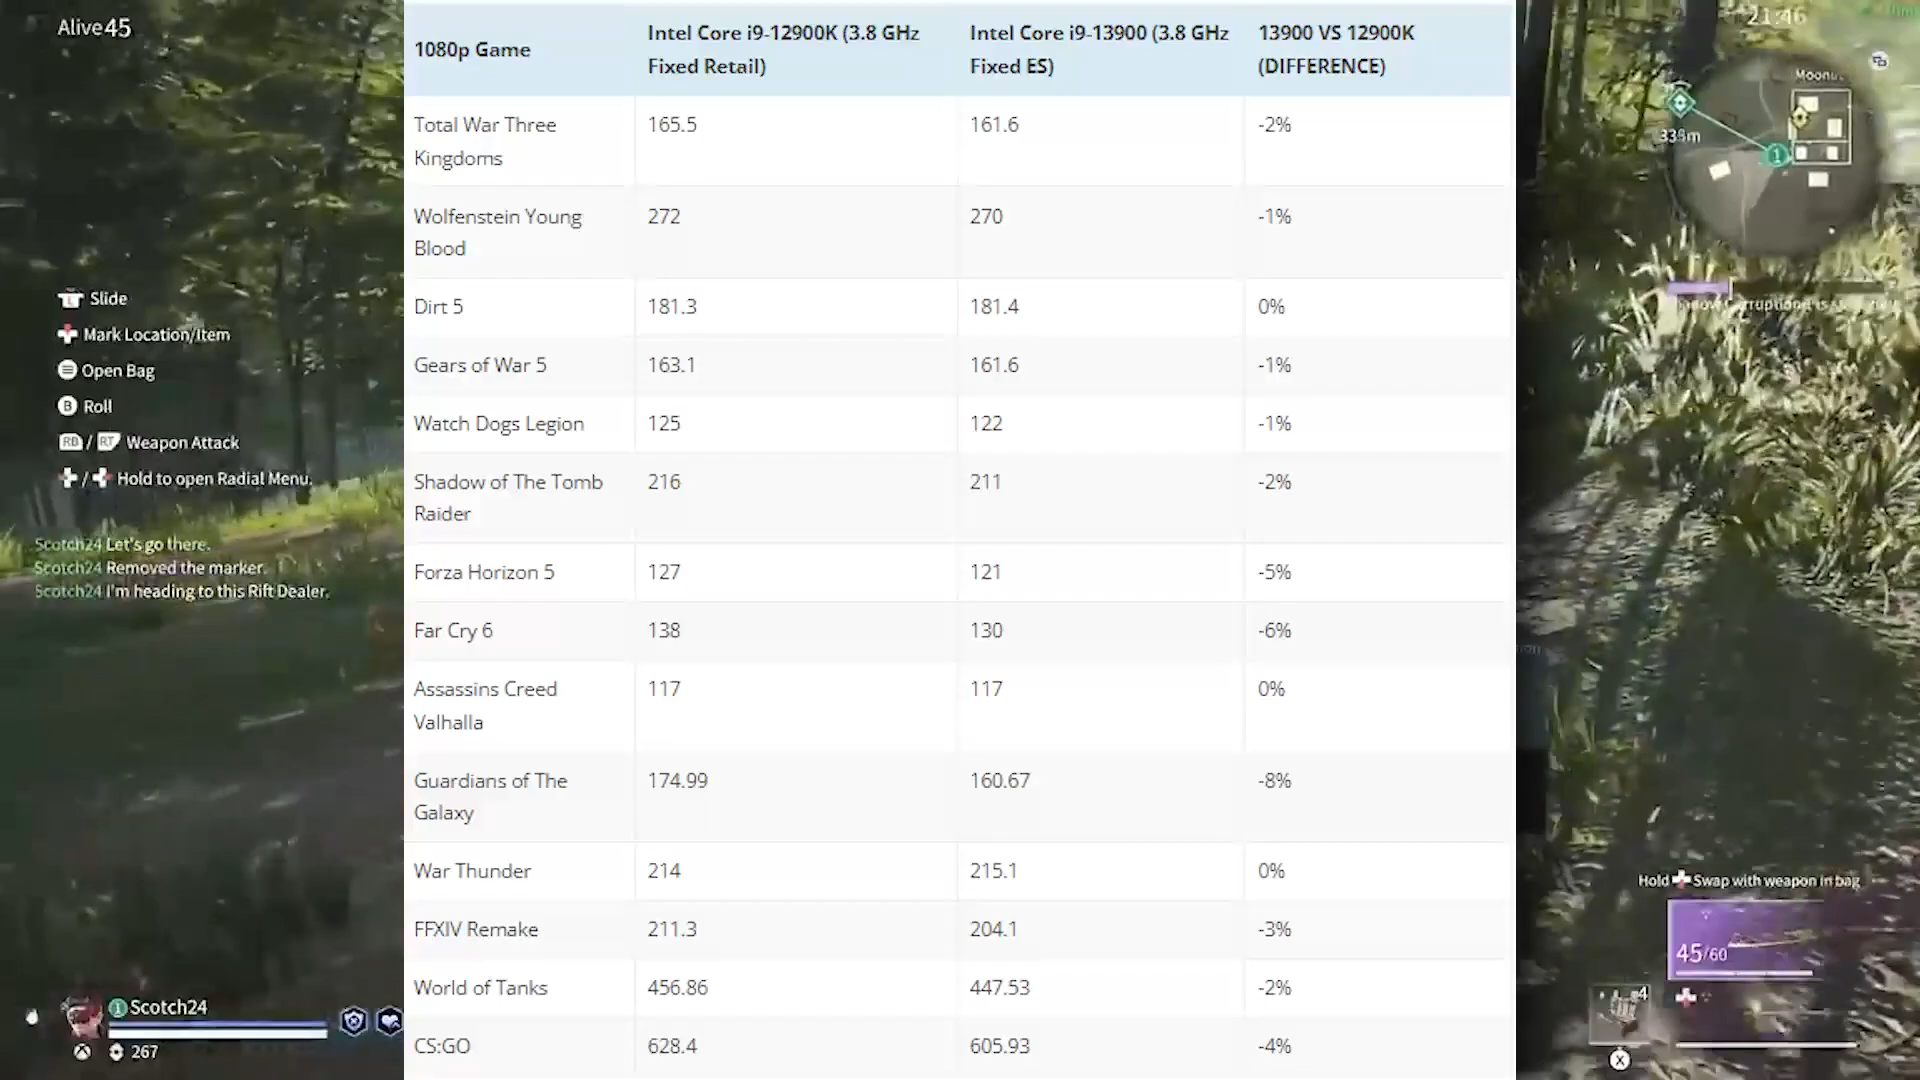 Alive 45
Slide
Mark Location/Item
Open Bag
B Roll
RB / RT Weapon Attack
/ Hold to open Radial Menu.
Scotch24 Let's go there.
Scotch24 Removed the marker.
Scotch24 I'm heading to this Rift Dealer.
1 Scotch24
X 267
1080p Game
Intel Core i9-12900K (3.8 GHz
Fixed Retail)
Intel Core i9-13900 (3.8 GHz
Fixed ES)
13900 VS 12900K
(DIFFERENCE)
Total War Three
Kingdoms
165.5
161.6
-2%
Wolfenstein Young
Blood
272
270
-1%
Dirt 5
181.3
181.4
0%
Gears of War 5
163.1
161.6
-1%
Watch Dogs Legion
125
122
-1%
Shadow of The Tomb
Raider
216
211
-2%
Forza Horizon 5
127
121
-5%
Far Cry 6
138
130
-6%
Assassins Creed
Valhalla
117
117
0%
Guardians of The
Galaxy
174.99
160.67
-8%
War Thunder
214
215.1
0%
FFXIV Remake
211.3
204.1
-3%
World of Tanks
456.86
447.53
-2%
CS:GO
628.4
605.93
-4%
21:46
1
Hold Swap with weapon in bag
45/60
4
X